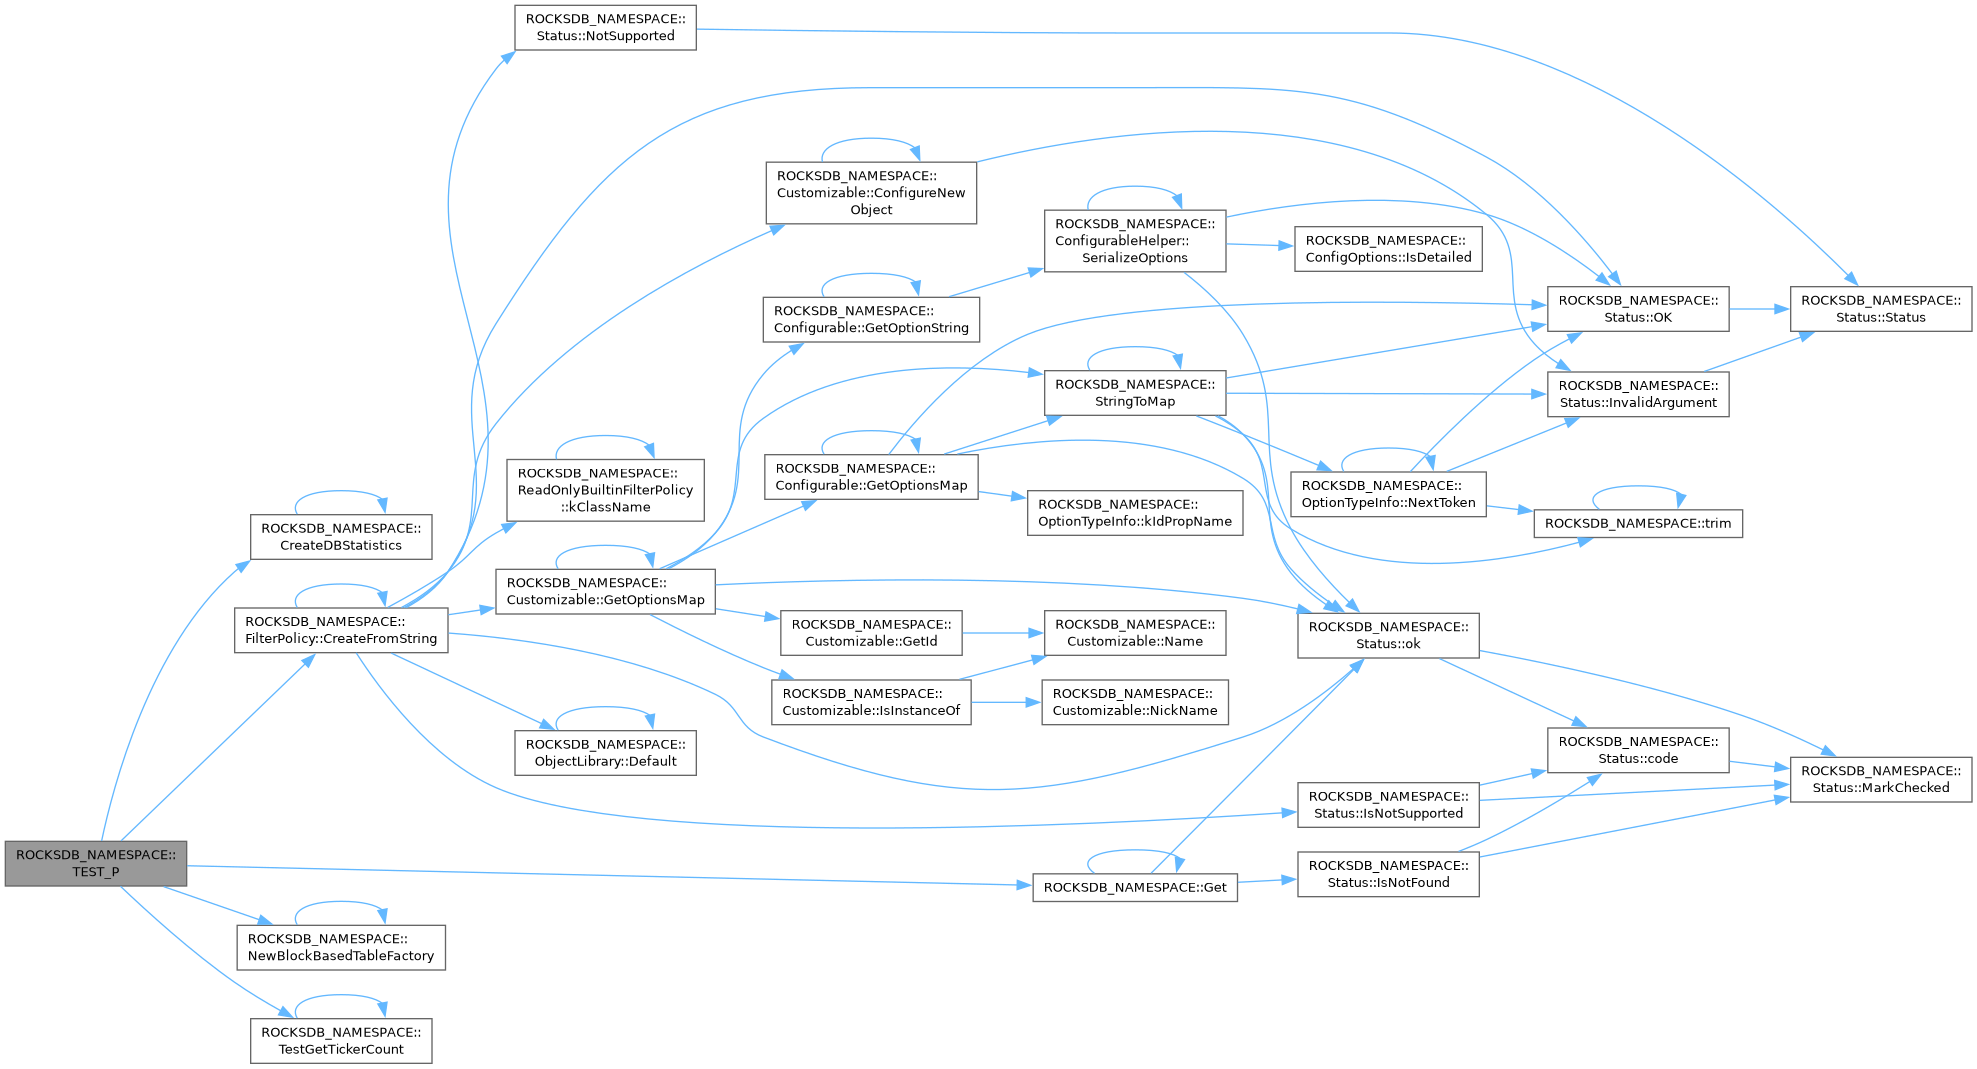 ROCKSDB_NAMESPACE::
TEST_P
ROCKSDB_NAMESPACE::
CreateDBStatistics
ROCKSDB_NAMESPACE::
FilterPolicy::CreateFromString
ROCKSDB_NAMESPACE::
NewBlockBasedTableFactory
ROCKSDB_NAMESPACE::
TestGetTickerCount
ROCKSDB_NAMESPACE::
Status::NotSupported
ROCKSDB_NAMESPACE::
ReadOnlyBuiltinFilterPolicy
::kClassName
ROCKSDB_NAMESPACE::
Customizable::GetOptionsMap
ROCKSDB_NAMESPACE::
ObjectLibrary::Default
ROCKSDB_NAMESPACE::
Customizable::ConfigureNew
Object
ROCKSDB_NAMESPACE::
Configurable::GetOptionString
ROCKSDB_NAMESPACE::
Configurable::GetOptionsMap
ROCKSDB_NAMESPACE::
Customizable::GetId
ROCKSDB_NAMESPACE::
Customizable::IsInstanceOf
ROCKSDB_NAMESPACE::
ConfigurableHelper::
SerializeOptions
ROCKSDB_NAMESPACE::
StringToMap
ROCKSDB_NAMESPACE::
OptionTypeInfo::kIdPropName
ROCKSDB_NAMESPACE::
Customizable::Name
ROCKSDB_NAMESPACE::
Customizable::NickName
ROCKSDB_NAMESPACE::Get
ROCKSDB_NAMESPACE::
ConfigOptions::IsDetailed
ROCKSDB_NAMESPACE::
OptionTypeInfo::NextToken
ROCKSDB_NAMESPACE::
Status::ok
ROCKSDB_NAMESPACE::
Status::IsNotSupported
ROCKSDB_NAMESPACE::
Status::IsNotFound
ROCKSDB_NAMESPACE::
Status::OK
ROCKSDB_NAMESPACE::
Status::InvalidArgument
ROCKSDB_NAMESPACE::trim
ROCKSDB_NAMESPACE::
Status::code
ROCKSDB_NAMESPACE::
Status::Status
ROCKSDB_NAMESPACE::
Status::MarkChecked